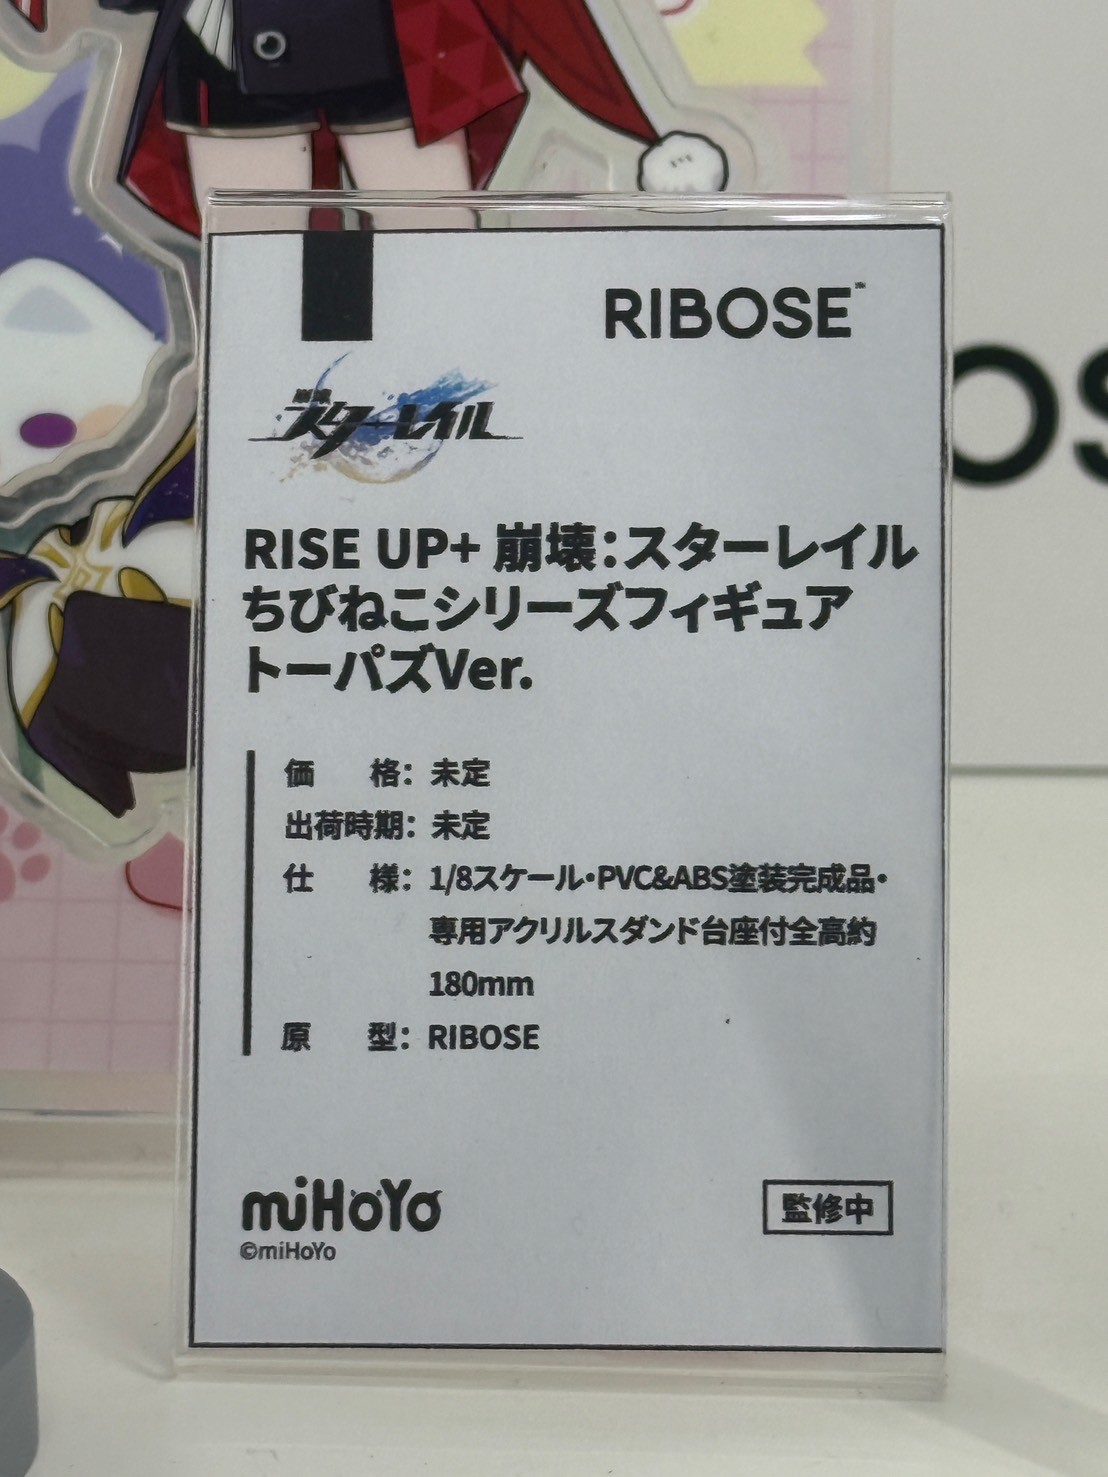 RIBOSE™
崩壊
スターレイル
RISE UP+ 崩壊：スターレイル
ちびねこシリーズフィギュア
トーパズVer.
価　格：未定
出荷時期：未定
仕　様：1/8スケール・PVC&ABS塗装完成品・
専用アクリルスダンド台座付全高約
180mm
原　型：RIBOSE
miHoYo
©miHoYo
監修中
OS